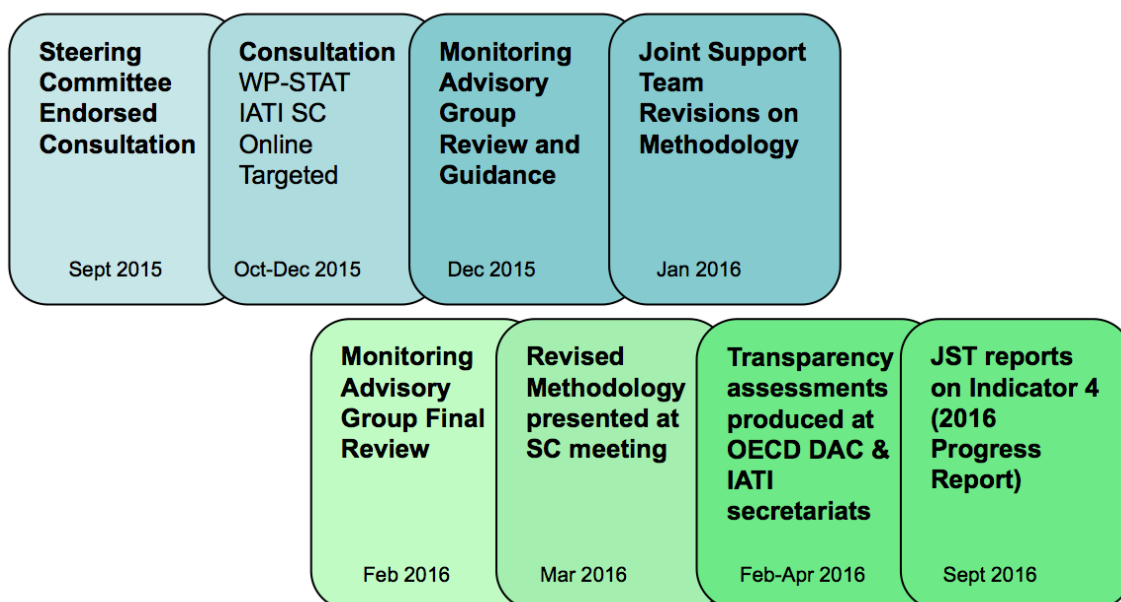 Steering
Committee
Endorsed
Consultation
Sept 2015
Consultation
WP-STAT
IATI SC
Online
Targeted
Oct-Dec 2015
Monitoring
Advisory
Group
Review and
Guidance
Dec 2015
Joint Support
Team
Revisions on
Methodology
Jan 2016
Monitoring
Advisory
Group Final
Review
Feb 2016
Revised
Methodology
presented at
SC meeting
Mar 2016
Transparency
assessments
produced at
OECD DAC &
IATI
secretariats
Feb-Apr 2016
JST reports
on Indicator 4
(2016
Progress
Report)
Sept 2016